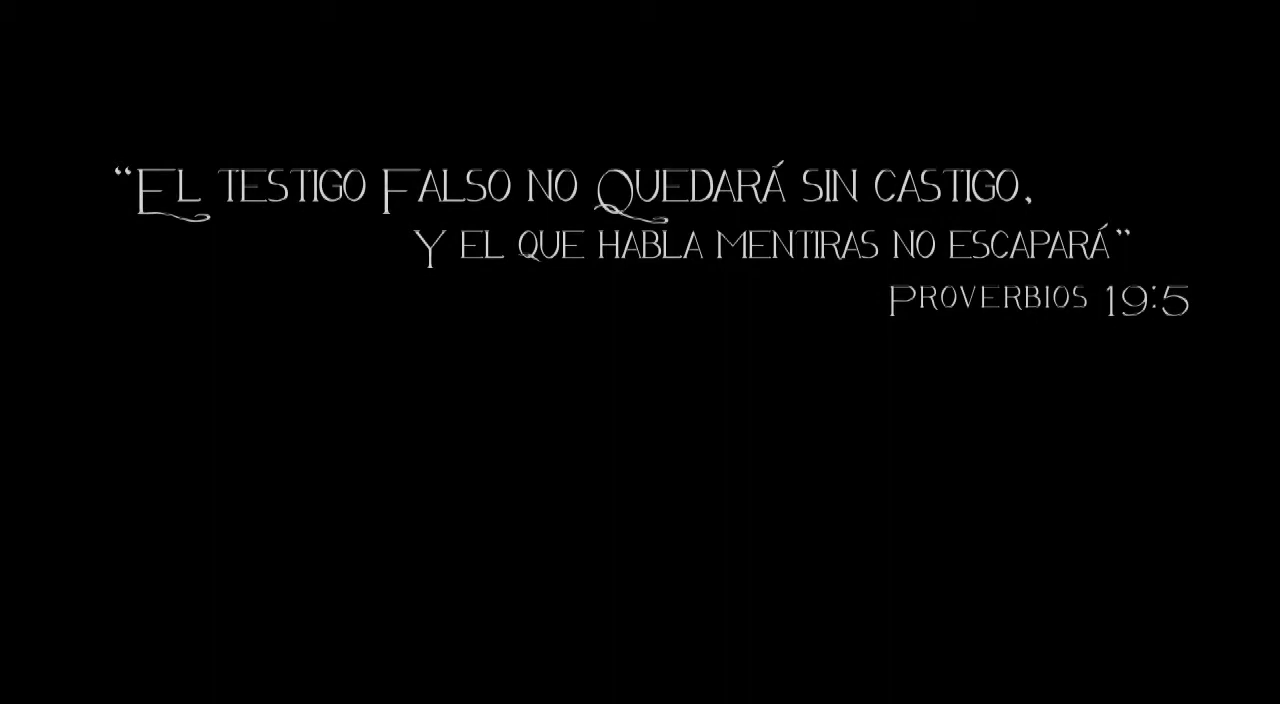 “El testigo Falso no Quedará sin castigo,
Y el que habla mentiras no escapará”
Proverbios 19:5